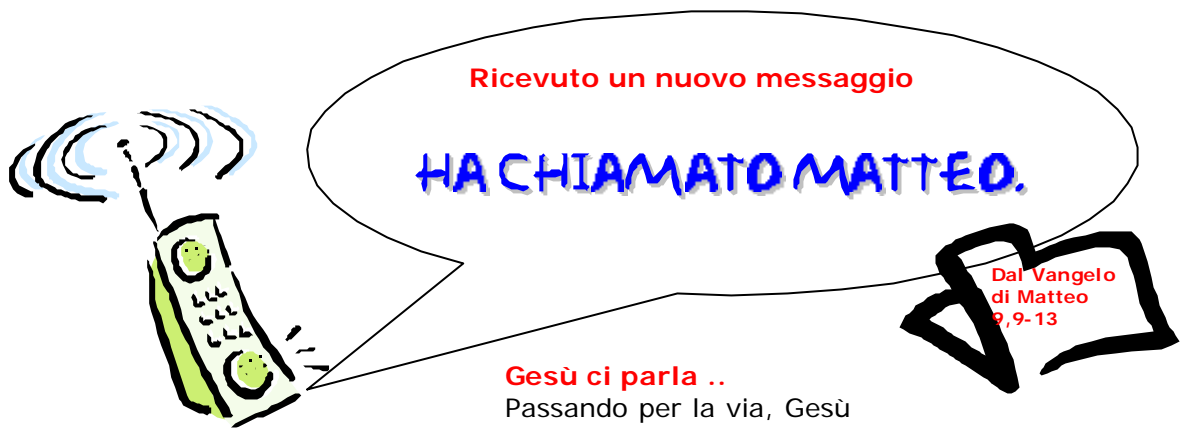 Ricevuto un nuovo messaggio
HA CHIAMATO MATTEO.
Dal Vangelo
di Matteo
9,9-13
Gesù ci parla ..
Passando per la via, Gesù